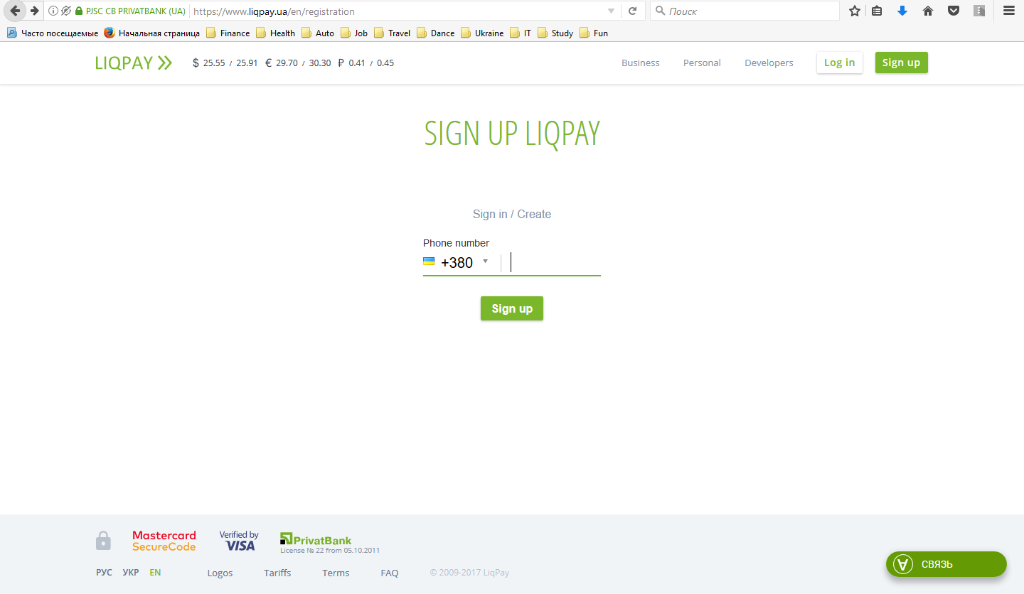 PJSC CB PRIVATBANK (UA) https://www.liqpay.ua/en/registration Поиск
Часто посещаемые Начальная страница Finance Health Auto Job Travel Dance Ukraine IT Study Fun
LIQPAY $ 25.55 / 25.91 € 29.70 / 30.30 ₽ 0.41 / 0.45 Business Personal Developers Log in Sign up
SIGN UP LIQPAY
Sign in / Create
Phone number
+380
Sign up
Mastercard SecureCode
Verified by VISA
PrivatBank
License № 22 from 05.10.2011
РУС УКР EN Logos Tariffs Terms FAQ © 2009-2017 LiqPay
СВЯЗЬ